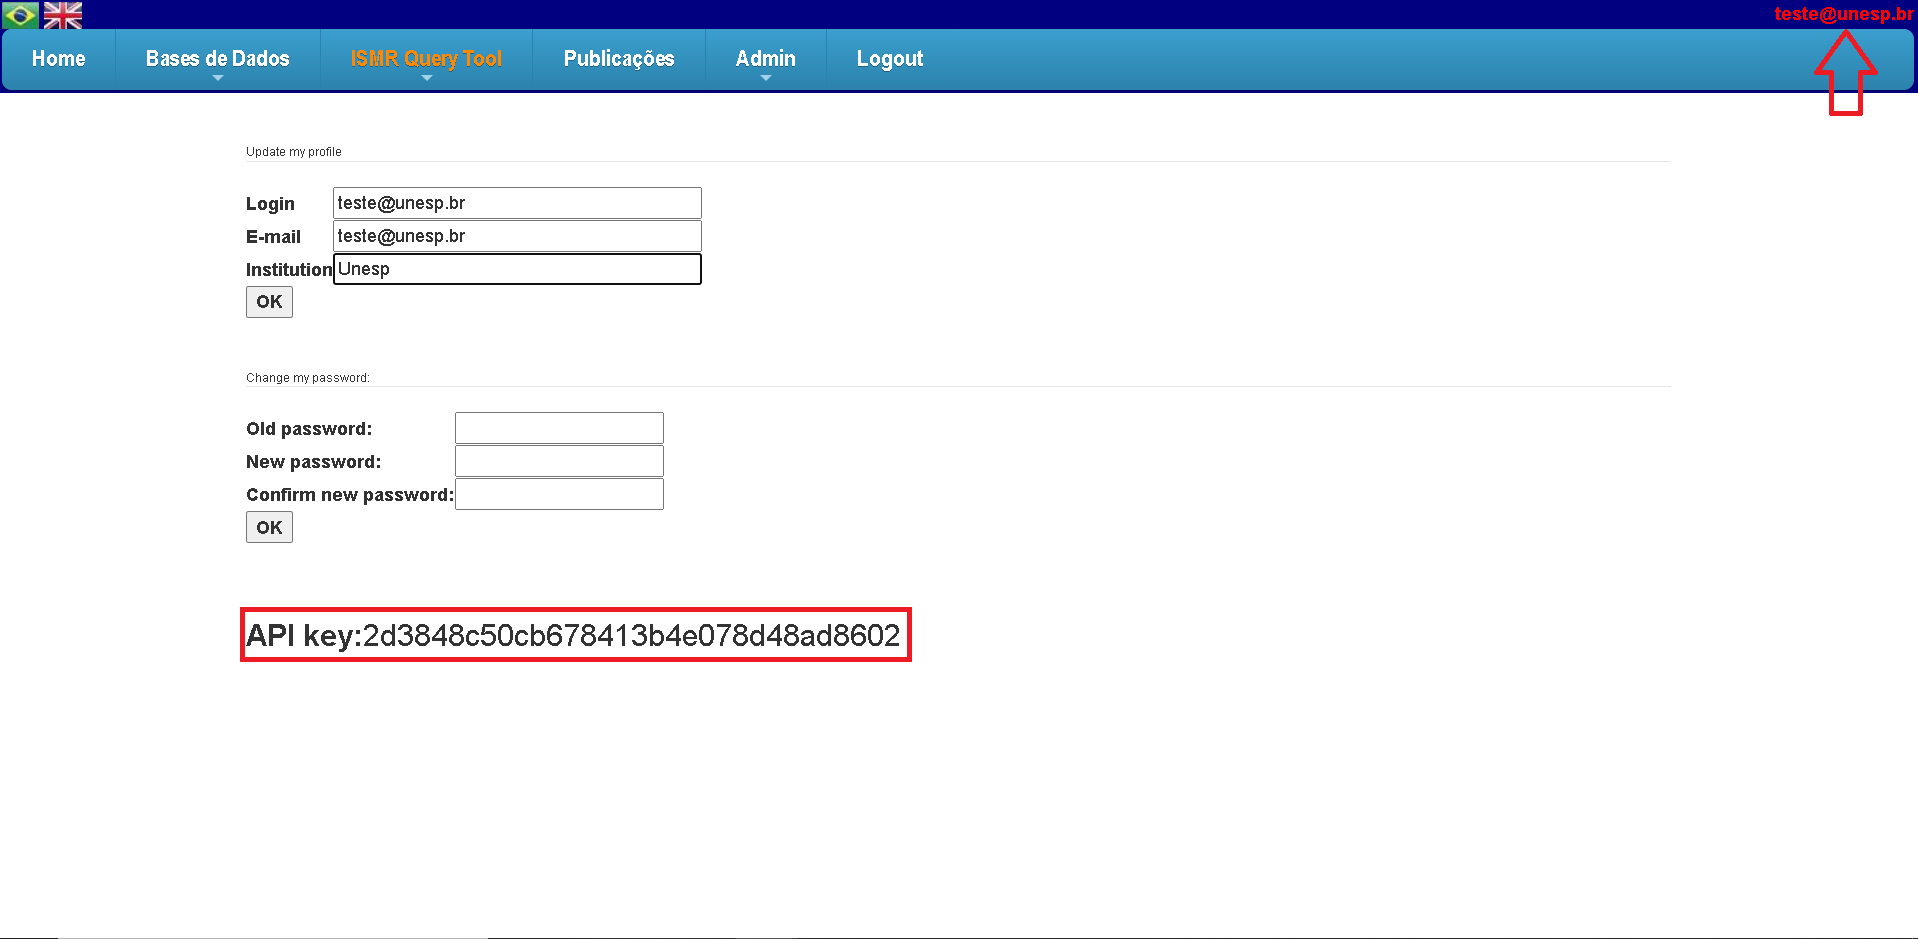 teste@unesp.br
Home Bases de Dados ISMR Query Tool Publicações Admin Logout
Update my profile
Login teste@unesp.br
E-mail teste@unesp.br
Institution Unesp
OK
Change my password:
Old password:
New password:
Confirm new password:
OK
API key:2d3848c50cb678413b4e078d48ad8602